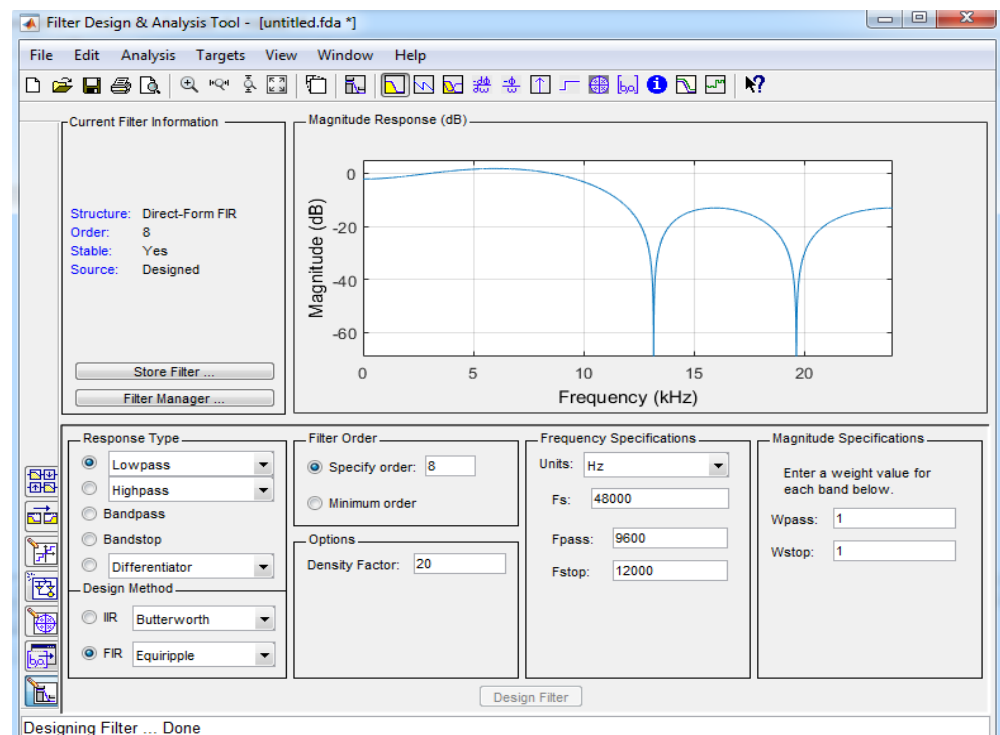 Filter Design & Analysis Tool - [untitled.fda *]
File Edit Analysis Targets View Window Help
Current Filter Information
Structure: Direct-Form FIR
Order: 8
Stable: Yes
Source: Designed
Store Filter ...
Filter Manager ...
Magnitude Response (dB)
Magnitude (dB)
0
-20
-40
-60
0 5 10 15 20
Frequency (kHz)
Response Type
Lowpass
Highpass
Bandpass
Bandstop
Differentiator
Design Method
IIR Butterworth
FIR Equiripple
Filter Order
Specify order: 8
Minimum order
Options
Density Factor: 20
Frequency Specifications
Units: Hz
Fs: 48000
Fpass: 9600
Fstop: 12000
Magnitude Specifications
Enter a weight value for
each band below.
Wpass: 1
Wstop: 1
Design Filter
Designing Filter ... Done